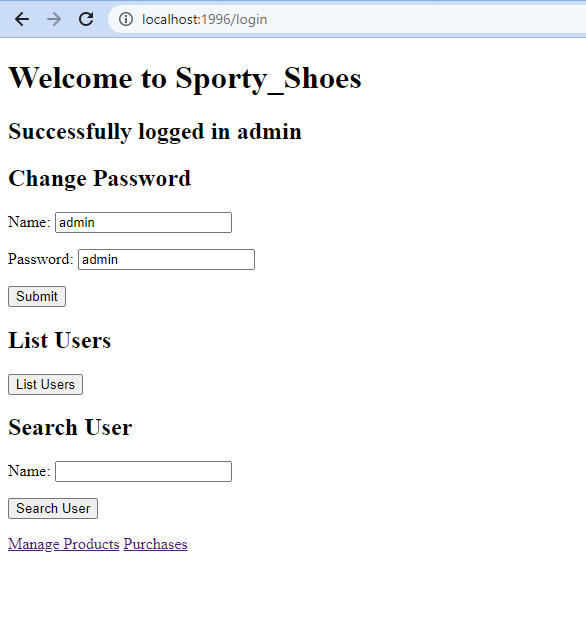 localhost:1996/login
Welcome to Sporty_Shoes
Successfully logged in admin
Change Password
Name: admin
Password: admin
Submit
List Users
List Users
Search User
Name:
Search User
Manage Products Purchases